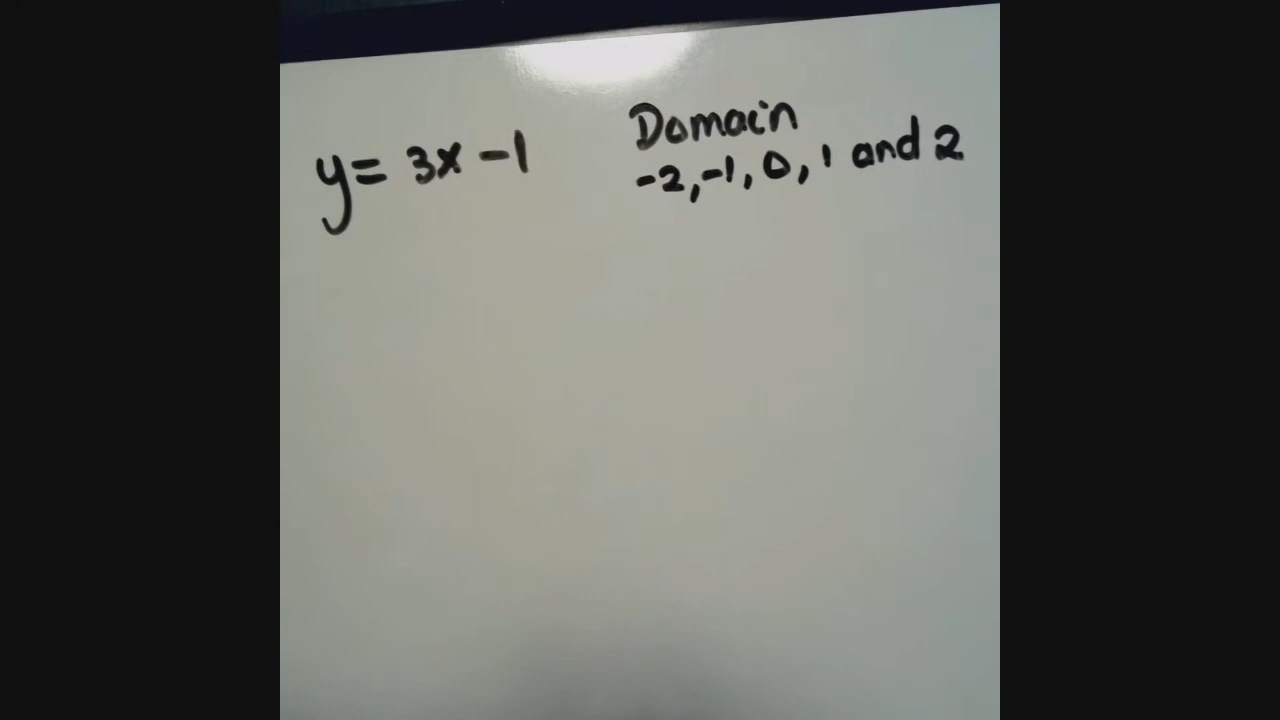 y= 3x -1
Domain
-2,-1, 0, 1 and 2